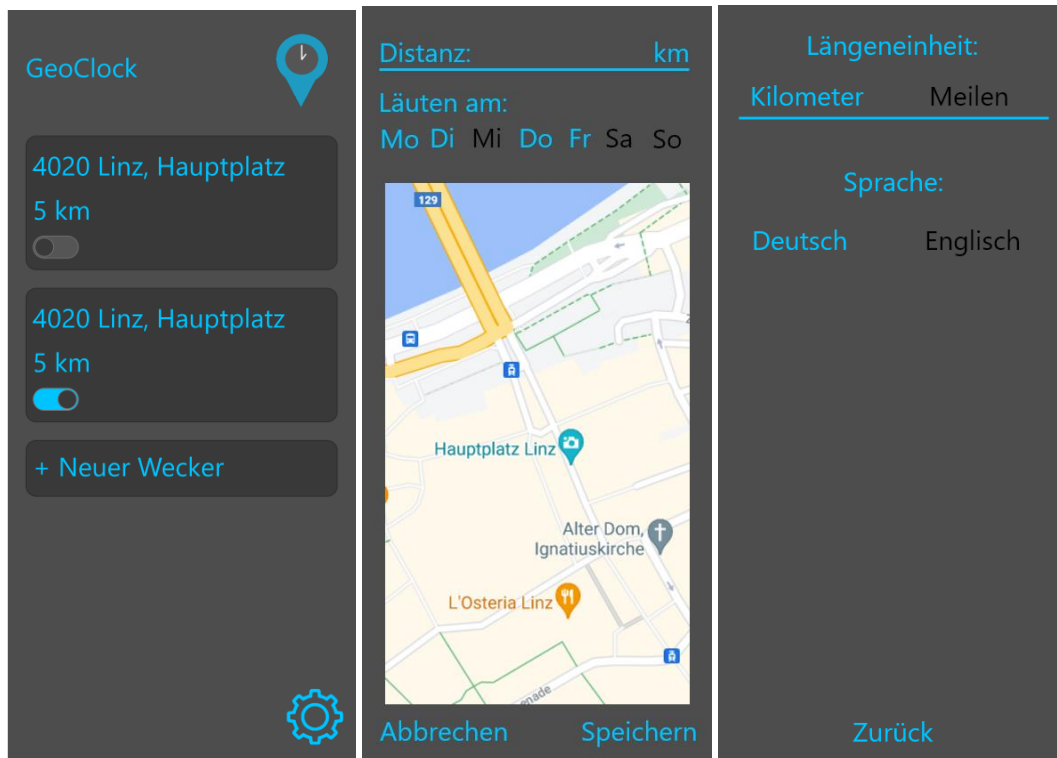 GeoClock
4020 Linz, Hauptplatz
5 km
4020 Linz, Hauptplatz
5 km
+ Neuer Wecker
Distanz: km
Läuten am:
Mo Di Mi Do Fr Sa So
129
Hauptplatz Linz
Alter Dom,
Ignatiuskirche
L'Osteria Linz
Abbrechen Speichern
Längeneinheit:
Kilometer Meilen
Sprache:
Deutsch Englisch
Zurück